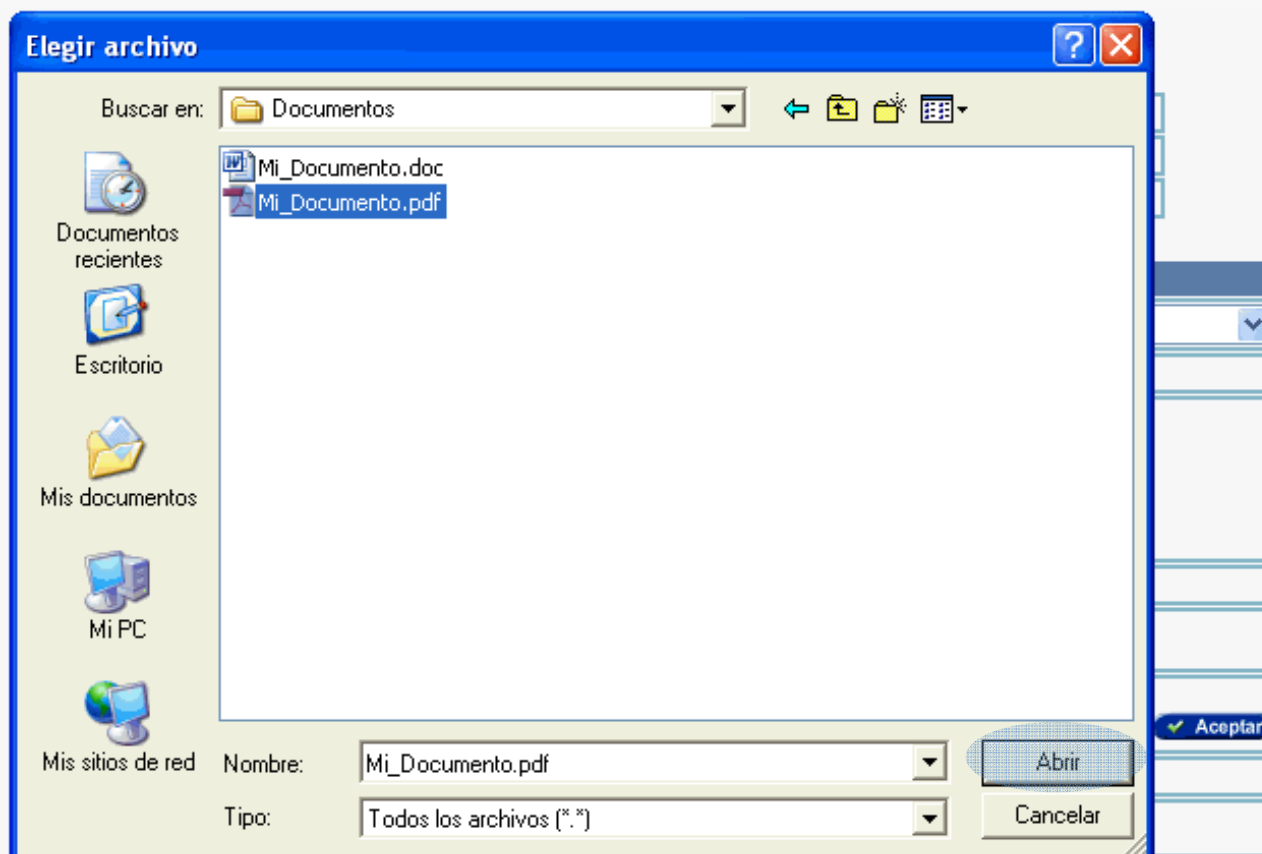 Elegir archivo
Buscar en: Documentos
Mi_Documento.doc
Mi_Documento.pdf
Documentos
recientes
Escritorio
Mis documentos
Mi PC
Mis sitios de red
Nombre: Mi_Documento.pdf Abrir
Tipo: Todos los archivos (*.*) Cancelar
Aceptar